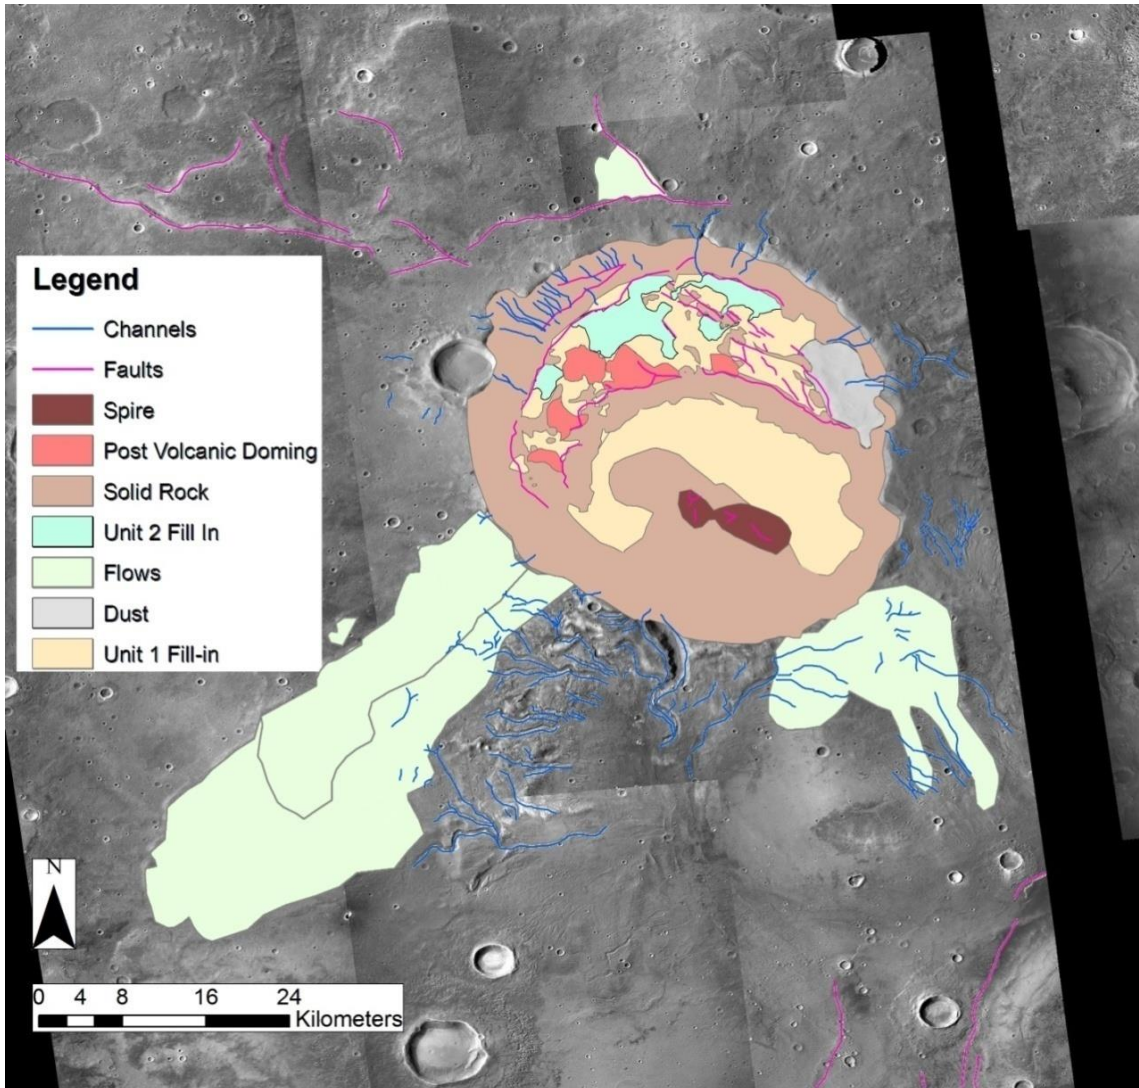 Legend
Channels
Faults
Spire
Post Volcanic Doming
Solid Rock
Unit 2 Fill In
Flows
Dust
Unit 1 Fill-in
N
0 4 8 16 24
Kilometers